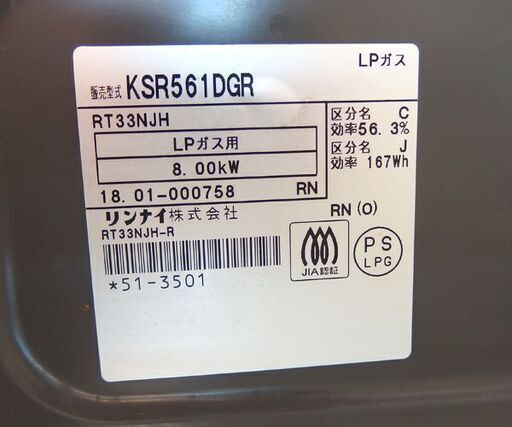 LPガス
販売型式 KSR561DGR
RT33NJH
LPガス用
8.00kW
18.01-000758 RN
リンナイ株式会社
RT33NJH-R
*51-3501
区分名 C
効率56.3%
区分名 J
効率 167Wh
RN(O)
JIA認証
PS
LPG